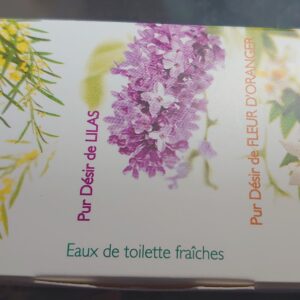 Pur Désir de LILAS
Pur Désir de FLEUR D'ORANGER
Eaux de toilette fraîches